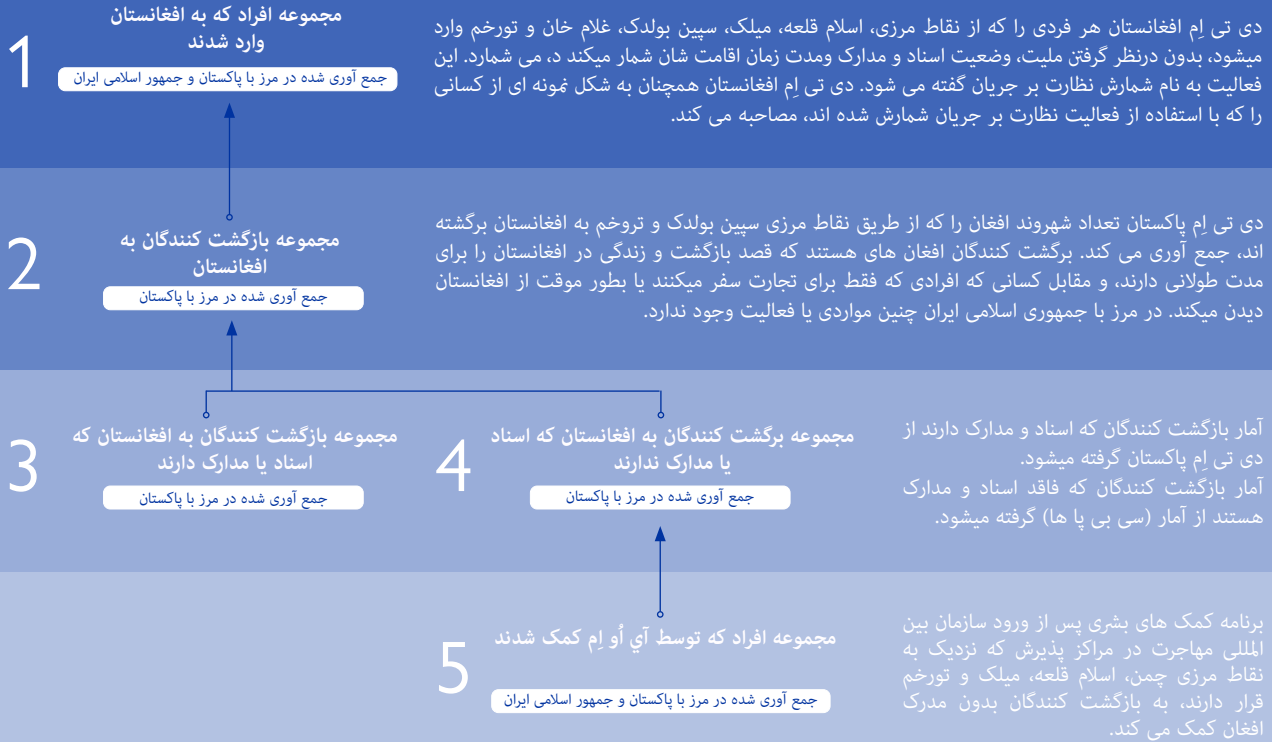 مجموعه افراد که به افغانستان
وارد شدند
1
جمع آوری شده در مرز با پاکستان و جمهور اسلامی ایران
دی تی اِم افغانستان هر فردی را که از نقاط مرزی، اسلام قلعه، میلک، سپین بولدک، غلام خان و تورخم وارد
میشود، بدون درنظر گرفتن ملیت، وضعیت اسناد و مدارک ومدت زمان اقامت شان شمار میکند د، می شمارد. این
فعالیت به نام شمارش نظارت بر جریان گفته می شود. دی تی اِم افغانستان همچنان به شکل نمونه ای از کسانی
را که با استفاده از فعالیت نظارت بر جریان شمارش شده اند، مصاحبه می کند.
2
مجموعه بازگشت کنندگان به
افغانستان
جمع آوری شده در مرز با پاکستان
دی تی اِم پاکستان تعداد شهروند افغان را که از طریق نقاط مرزی سپین بولدک و تروخم به افغانستان برگشته
اند، جمع آوری می کند. برگشت کنندگان افغان های هستند که قصد بازگشت و زندگی در افغانستان را برای
مدت طولانی دارند، و مقابل کسانی که افرادی که فقط برای تجارت سفر میکنند یا بطور موقت از افغانستان
دیدن میکند. در مرز با جمهوری اسلامی ایران چنین مواردی یا فعالیت وجود ندارد.
3
مجموعه بازگشت کنندگان به افغانستان که
اسناد یا مدارک دارند
جمع آوری شده در مرز با پاکستان
4
مجموعه برگشت کنندگان به افغانستان که اسناد
یا مدارک ندارند
جمع آوری شده در مرز با پاکستان
آمار بازگشت کنندگان که اسناد و مدارک دارند از
دی تی اِم پاکستان گرفته میشود.
آمار بازگشت کنندگان که فاقد اسناد و مدارک
هستند از آمار (سی بی پا ها) گرفته میشود.
5
مجموعه افراد که توسط آي اُو اِم کمک شدند
جمع آوری شده در مرز با پاکستان و جمهور اسلامی ایران
برنامه کمک های بشری پس از ورود سازمان بین
المللی مهاجرت در مراکز پذیرش که نزدیک به
نقاط مرزی چمن، اسلام قلعه، میلک و تورخم
قرار دارند، به بازگشت کنندگان بدون مدرک
افغان کمک می کند.